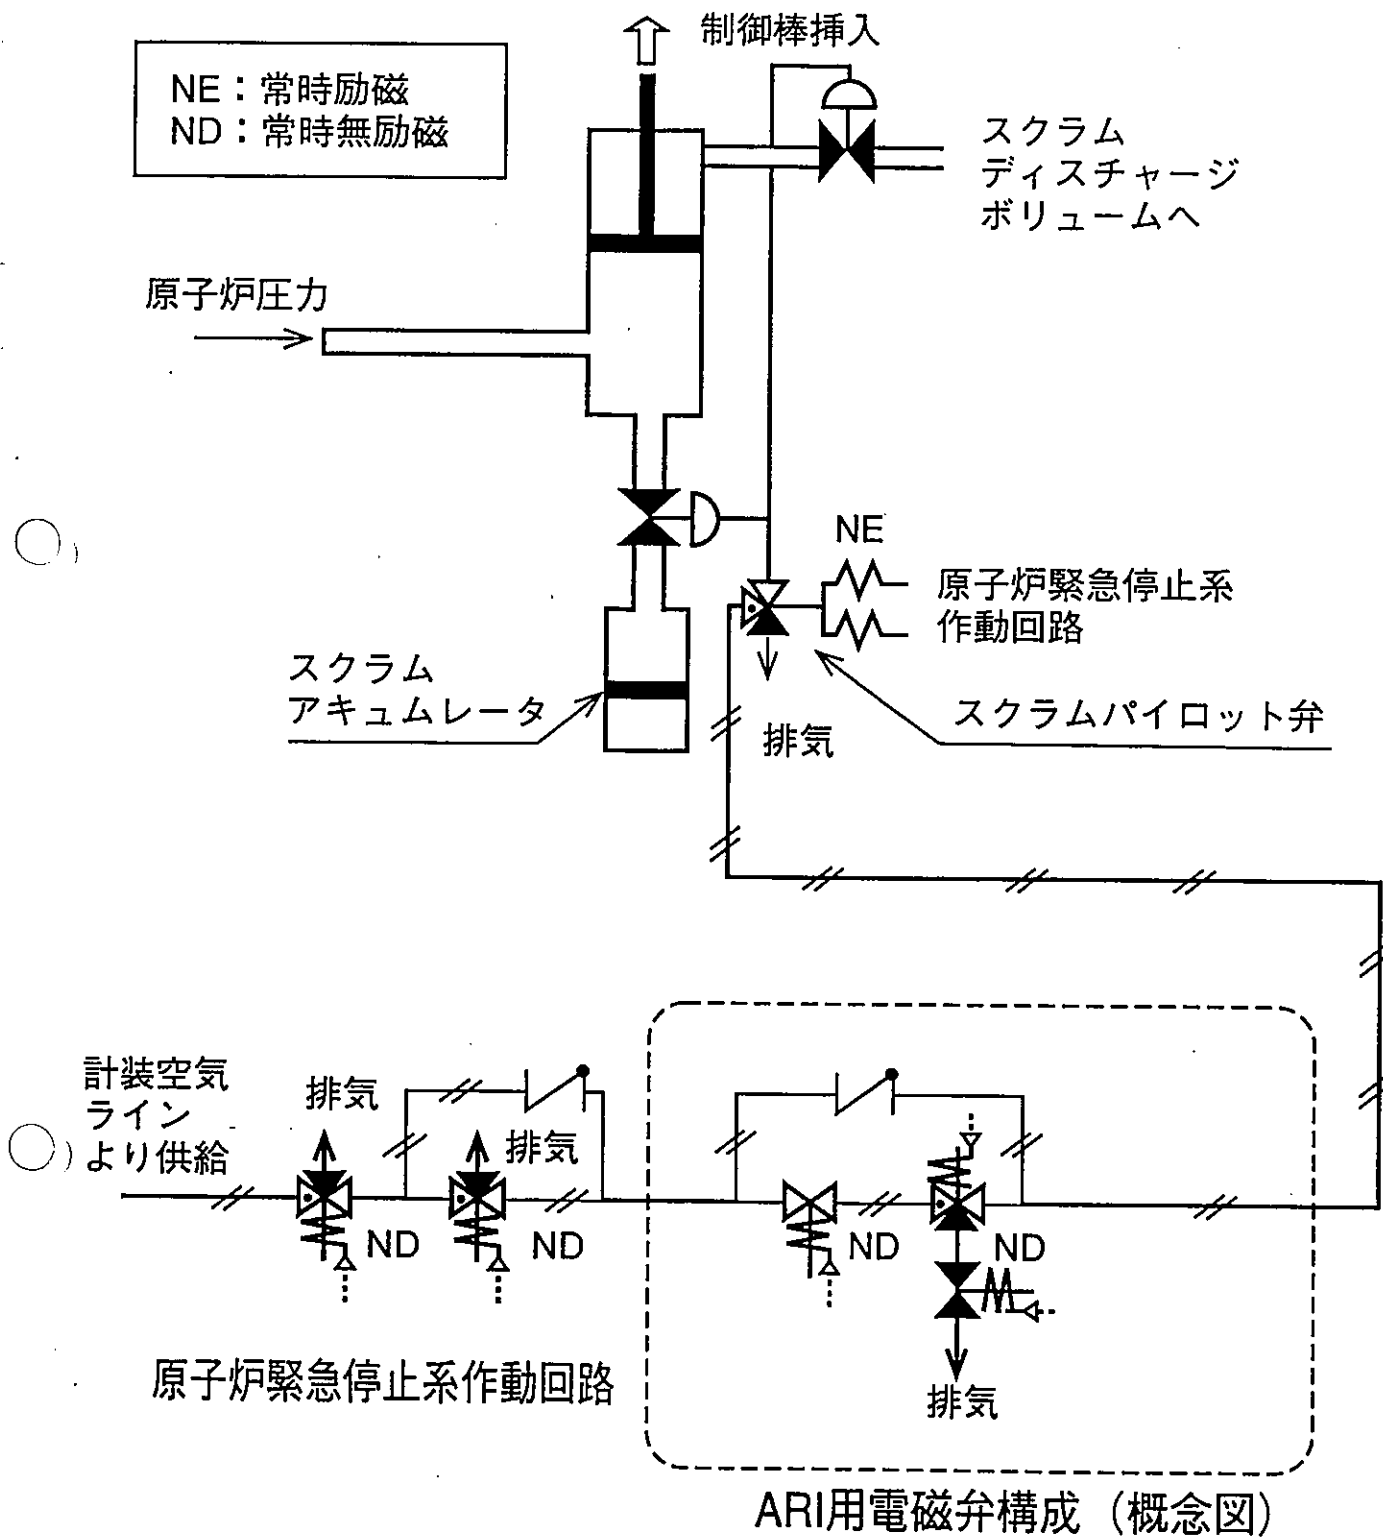 制御棒挿入
NE：常時励磁
ND：常時無励磁
スクラム
ディスチャージ
ボリュームへ
原子炉圧力
NE
原子炉緊急停止系
作動回路
スクラム
アキュムレータ
スクラムパイロット弁
排気
計装空気
ライン
より供給
排気
排気
ND
ND
ND
ND
排気
原子炉緊急停止系作動回路
ARI用電磁弁構成（概念図）